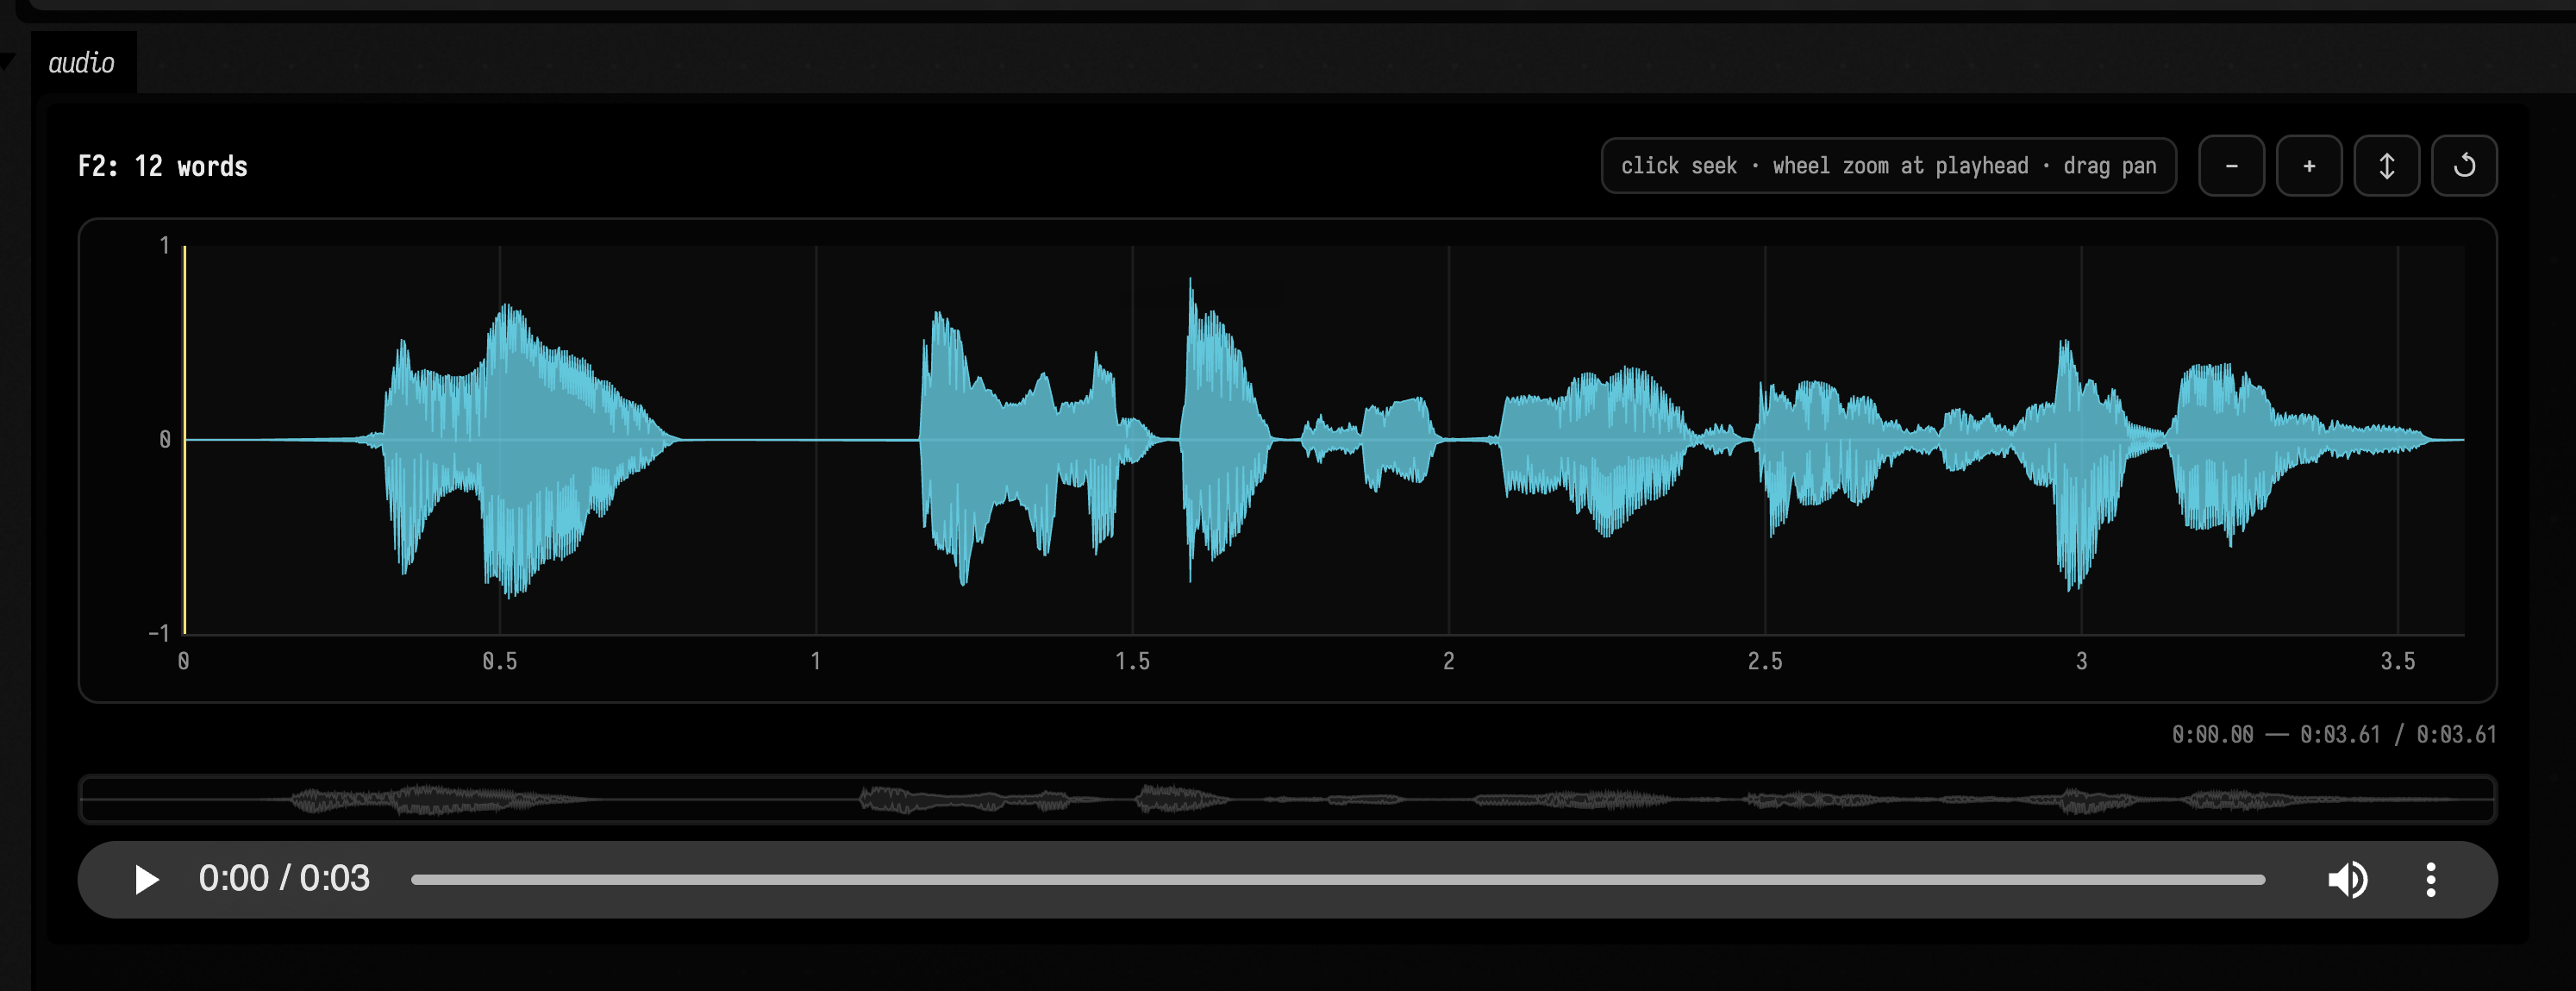 audio
F2: 12 words
click seek · wheel zoom at playhead · drag pan
-
+
1
0
-1
0 0.5 1 1.5 2 2.5 3 3.5
0:00.00 — 0:03.61 / 0:03.61
0:00 / 0:03